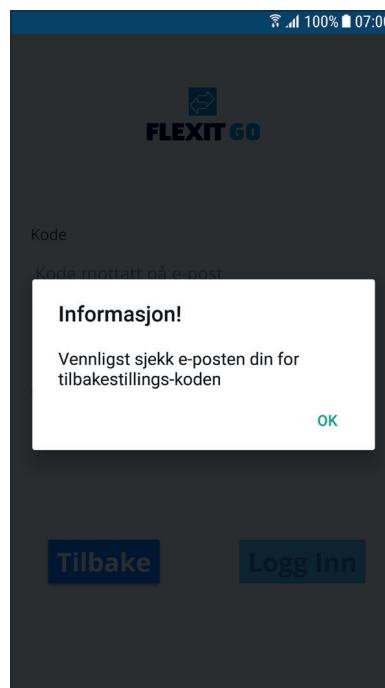 100% 07:00
FLEXIT GO
Kode
Kode mottatt på e-post
Informasjon!
Vennligst sjekk e-posten din for
tilbakestillings-koden
OK
Tilbake
Logg Inn